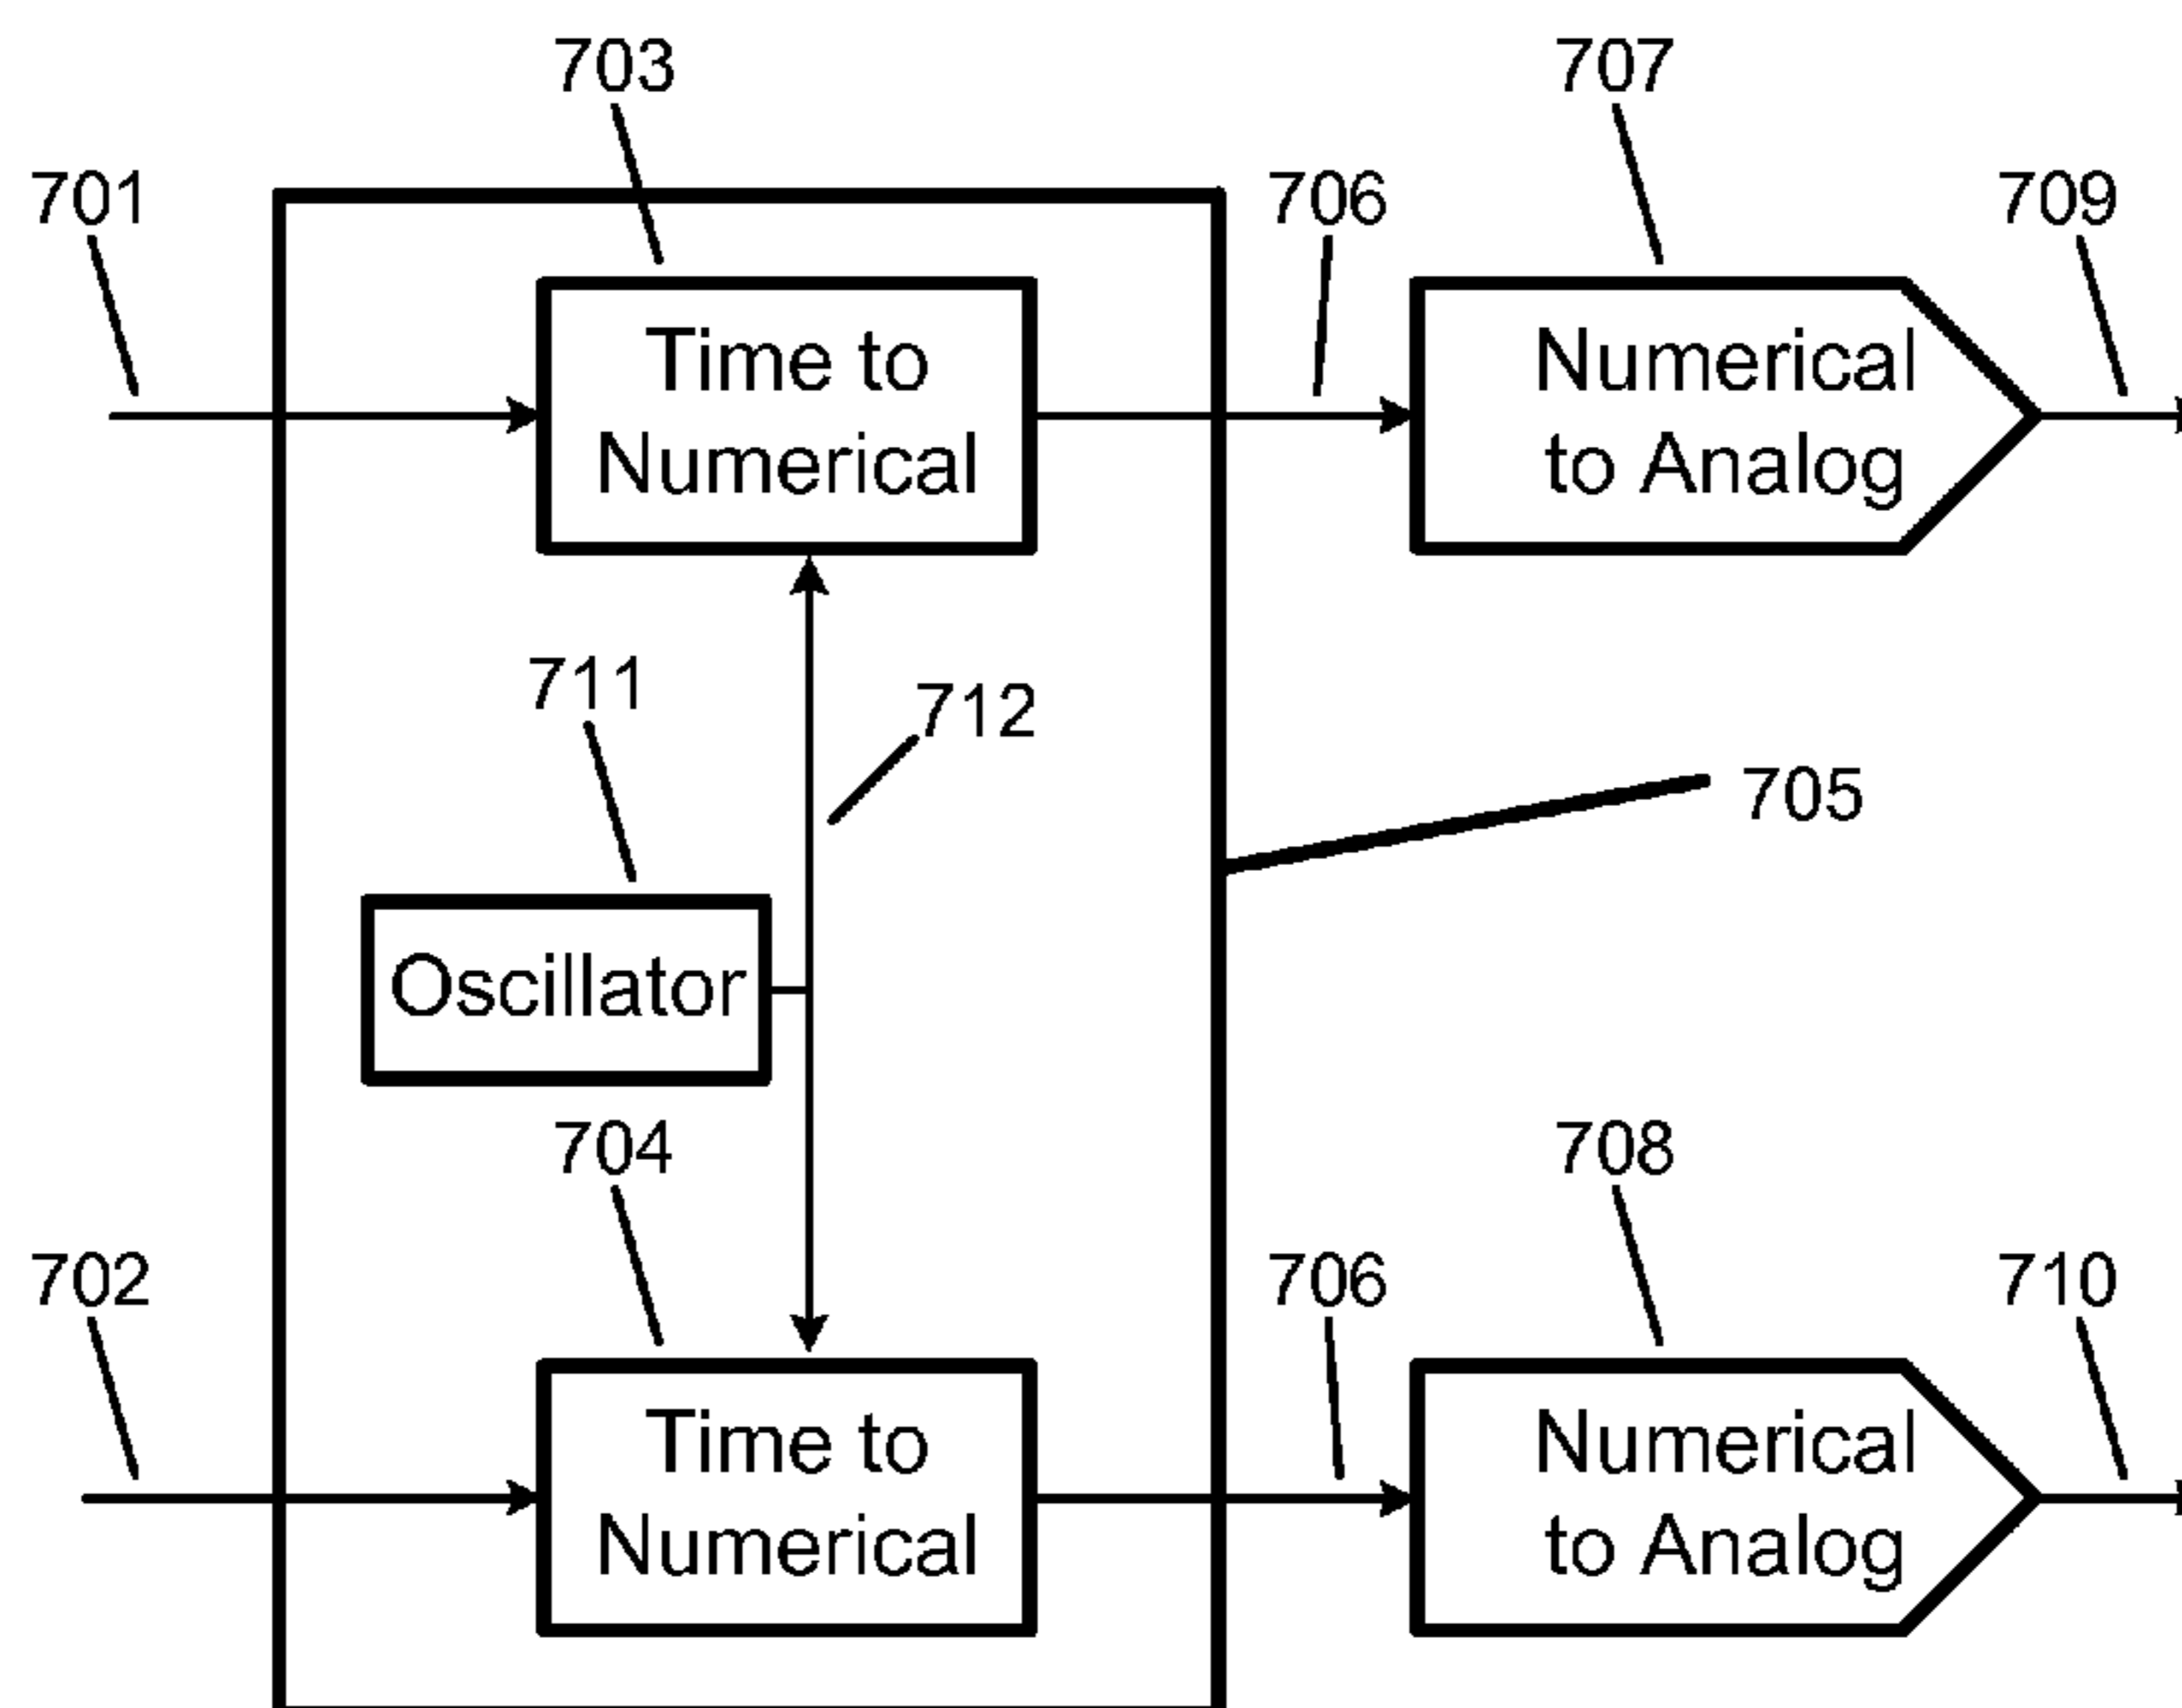 703
707
701
706
709
Time to
Numerical
Numerical
to Analog
711
712
705
Oscillator
704
708
702
706
710
Time to
Numerical
Numerical
to Analog